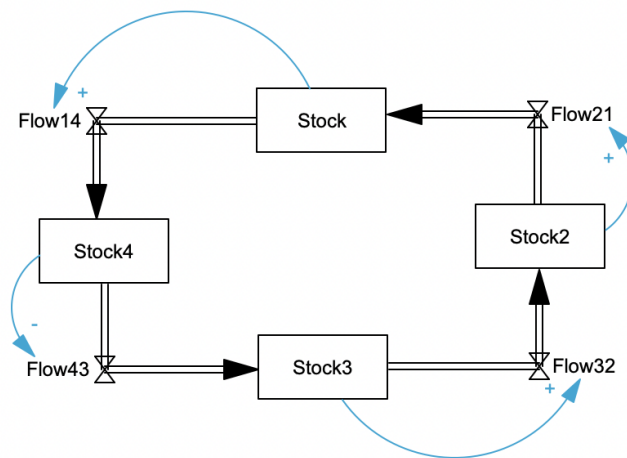 +
Flow14
Stock
Flow21
+
Stock4
Stock2
-
Flow43
Stock3
Flow32
+